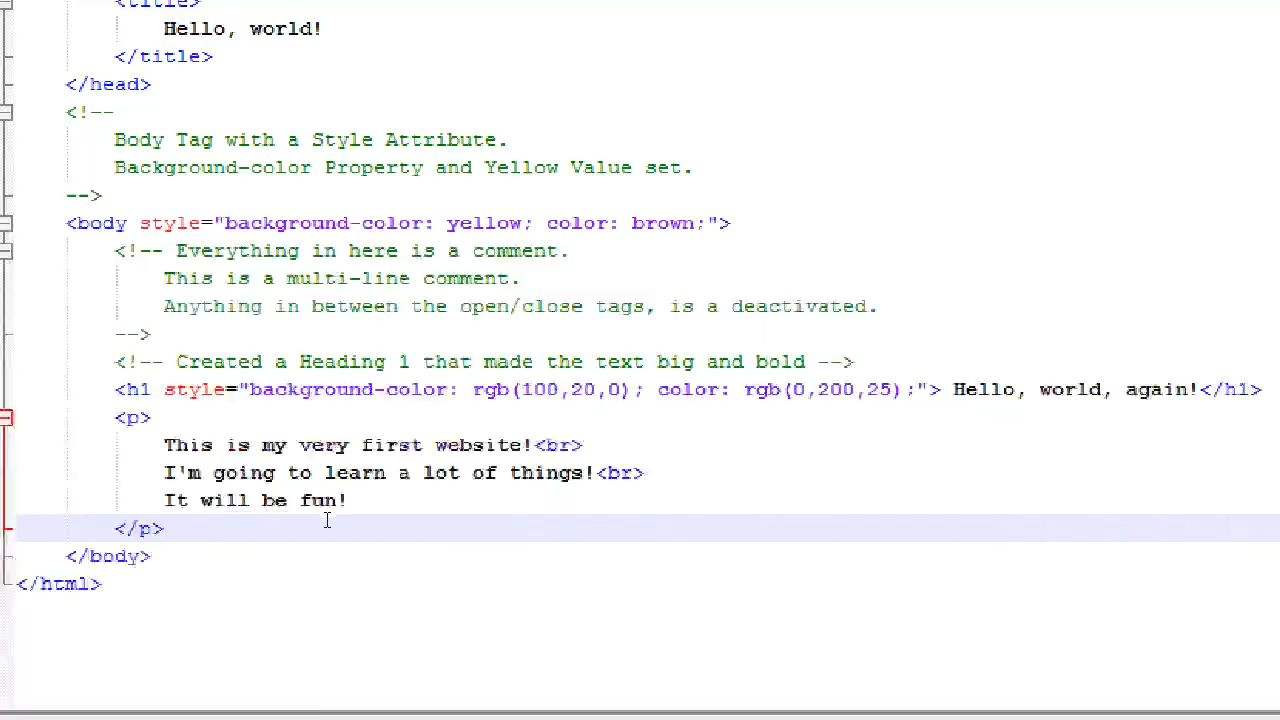 <title>
Hello, world!
</title>
</head>
<!--
Body Tag with a Style Attribute.
Background-color Property and Yellow Value set.
-->
<body style="background-color: yellow; color: brown;">
<!-- Everything in here is a comment.
This is a multi-line comment.
Anything in between the open/close tags, is a deactivated.
-->
<!-- Created a Heading 1 that made the text big and bold -->
<h1 style="background-color: rgb(100,20,0); color: rgb(0,200,25);"> Hello, world, again!</h1>
<p>
This is my very first website!<br>
I'm going to learn a lot of things!<br>
It will be fun!
</p>
</body>
</html>